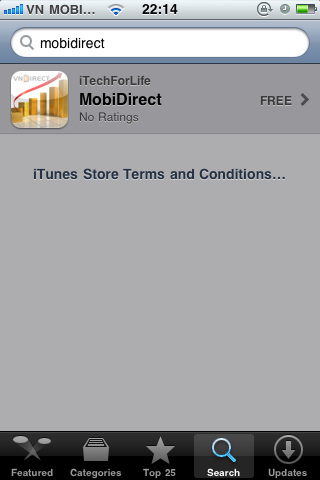 VN MOBI... 22:14
mobidirect
VNDIRECT
iTechForLife
MobiDirect
FREE
No Ratings
iTunes Store Terms and Conditions...
Featured Categories Top 25 Search Updates